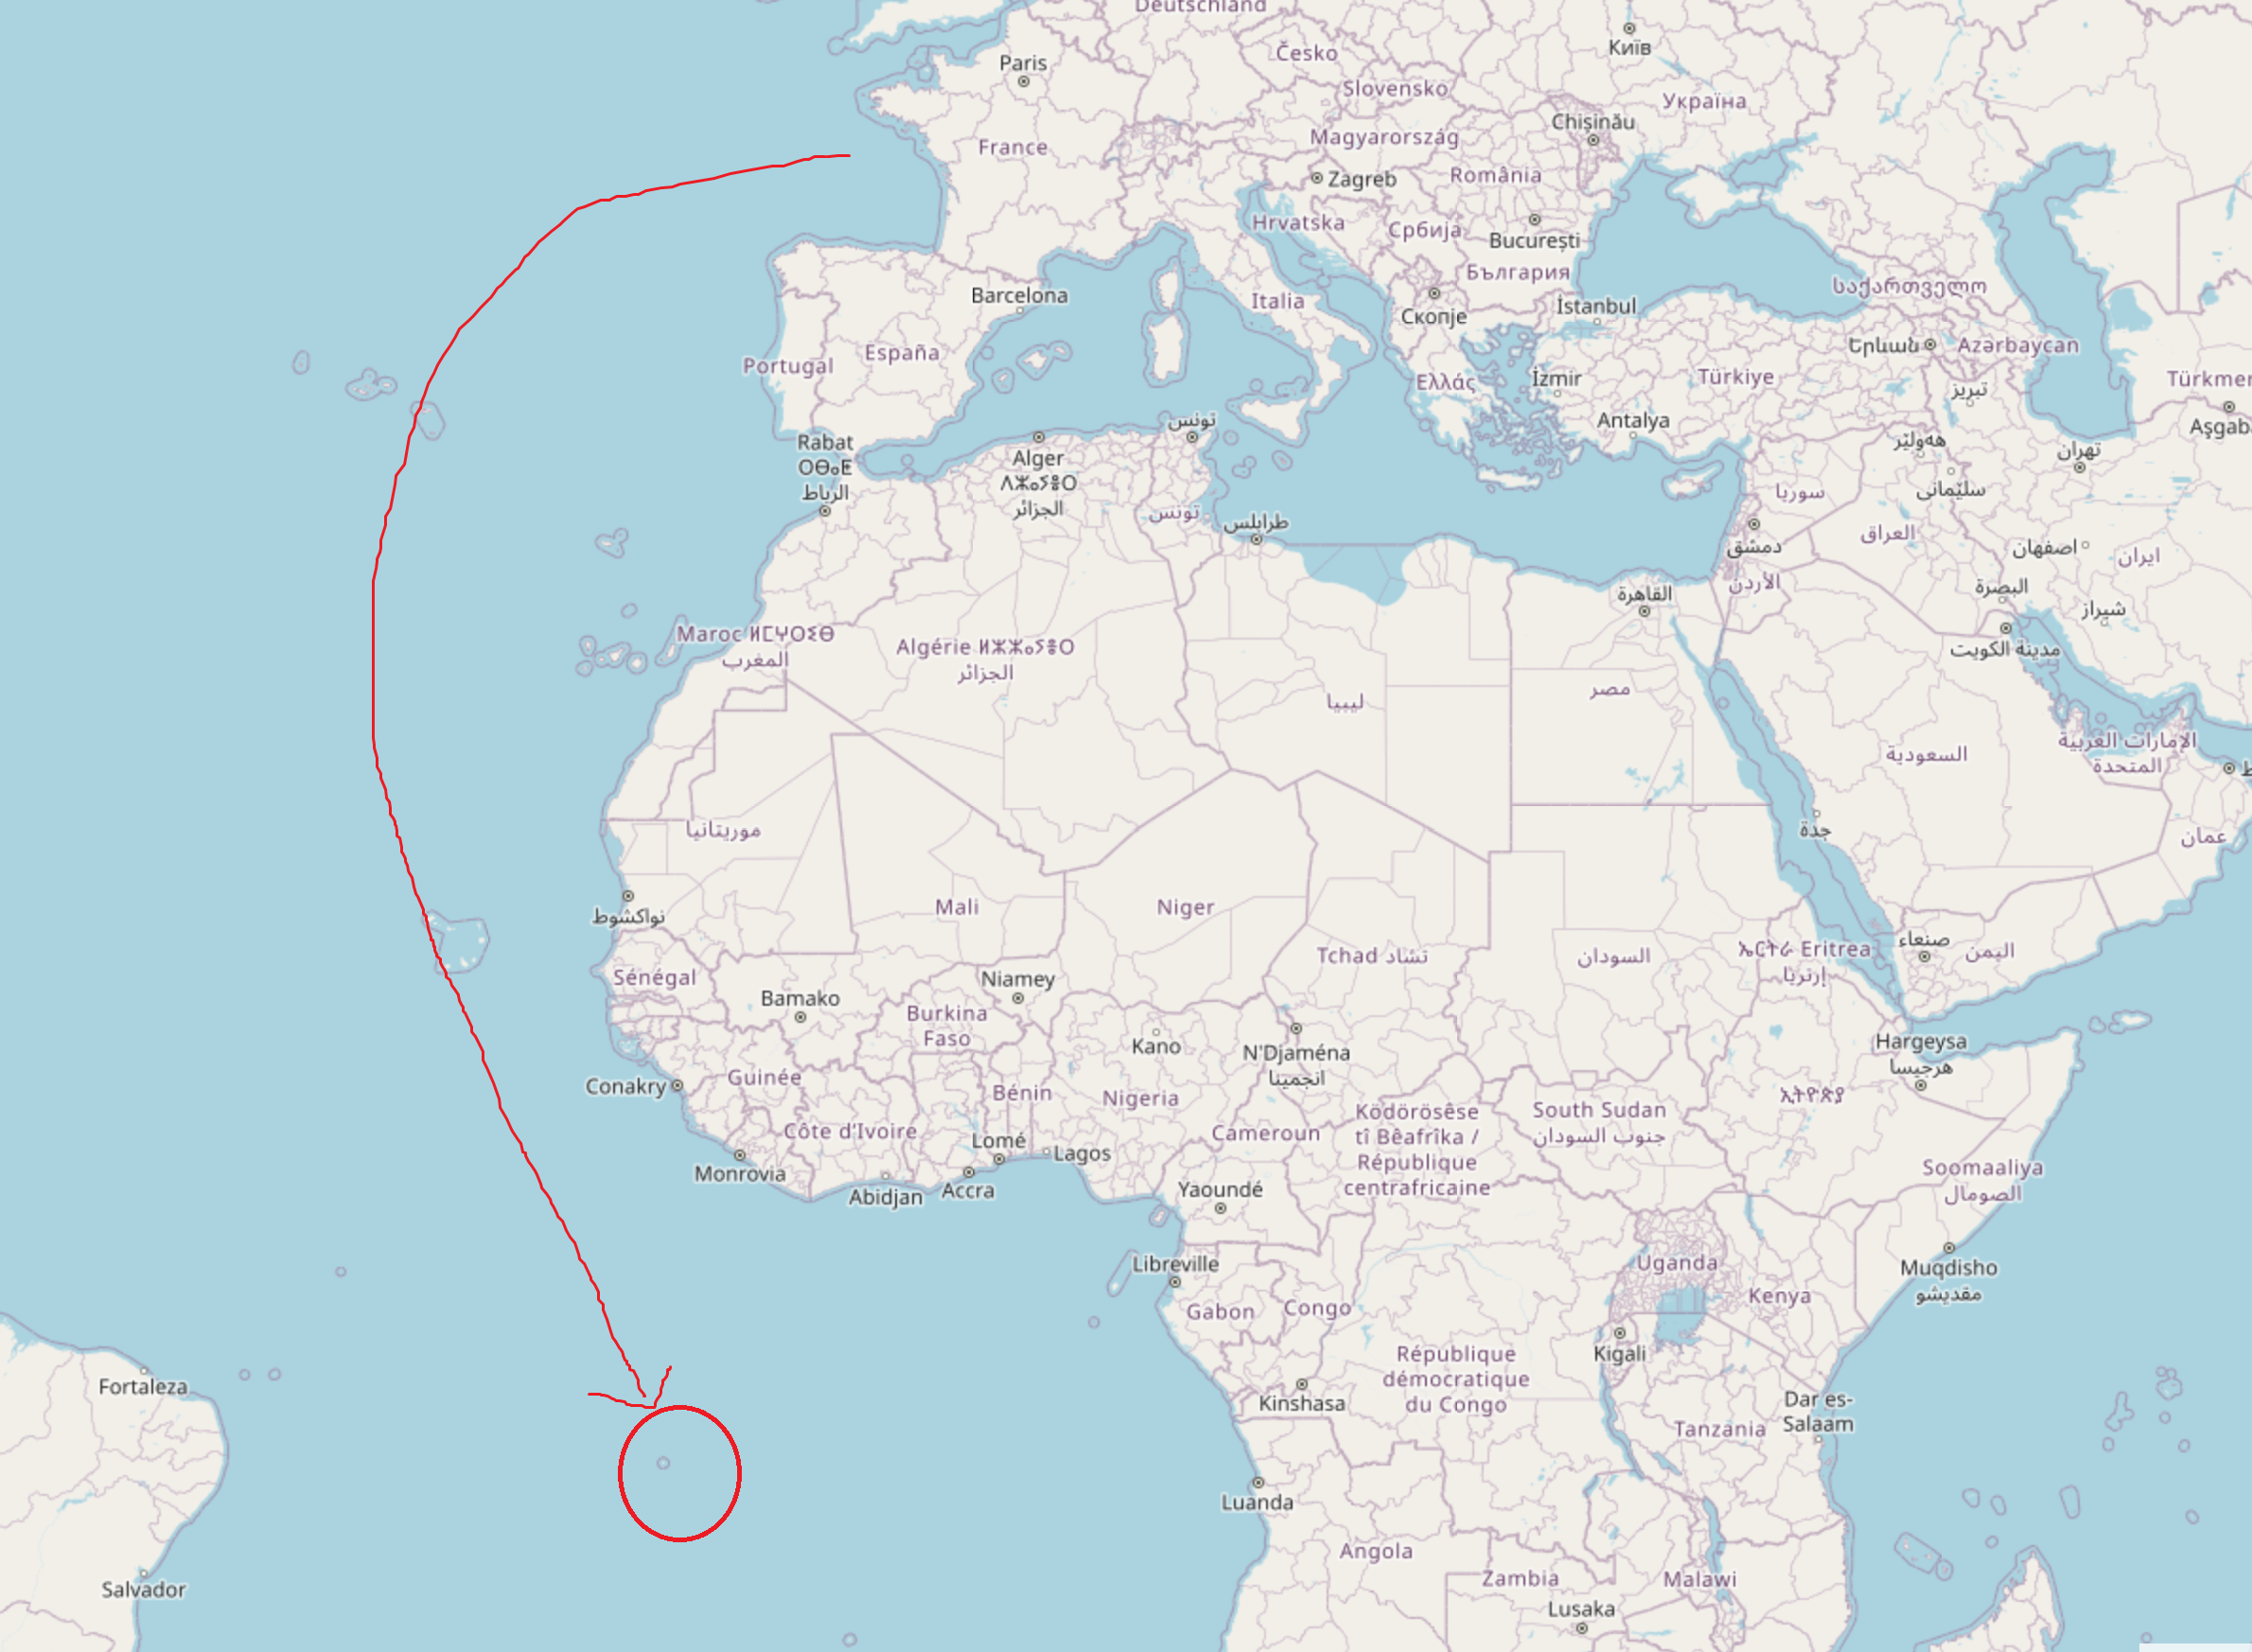 Deutschland
Česko
Київ
Paris
Slovensko
Україна
Chișinău
Magyarország
France
România
Zagreb
Hrvatska
Србија
București
България
საქართველო
Barcelona
Italia
Скопје
İstanbul
Երևան
Azərbaycan
España
Portugal
Ελλάς
İzmir
Türkiye
تبریز
Türkmen
Antalya
Aşgab
تونس
Rabat
ⵔⴱⴰⵟ
الرباط
Alger
ⴷⵣⴰⵢⴻⵔ
الجزائر
هەولێر
تهران
سلێمانی
سوريا
تونس
طرابلس
دمشق
العراق
اصفهان
ایران
الأردن
البصرة
القاهرة
شیراز
مدينة الكويت
Maroc ⵍⵎⵖⵔⵉⴱ
المغرب
Algérie ⵍⵣⵣⴰⵢⴻⵔ
الجزائر
ليبيا
مصر
السعودية
الإمارات العربية
المتحدة
جدة
عمان
موريتانيا
نواكشوط
Mali
Niger
Tchad تشاد
السودان
ኤርትራ Eritrea
إرتريا
صنعاء
اليمن
Sénégal
Bamako
Niamey
Burkina
Faso
Kano
N'Djaména
انجمينا
Hargeysa
هرجيسا
Conakry
Guinée
Bénin
Nigeria
ኢትዮጵያ
Ködörösêse
tî Bêafrîka /
République
centrafricaine
South Sudan
جنوب السودان
Côte d'Ivoire
Lomé
Lagos
Cameroun
Monrovia
Abidjan
Accra
Yaoundé
Soomaaliya
الصومال
Libreville
Uganda
Muqdisho
مقديشو
Gabon
Congo
Kenya
Kigali
République
démocratique
du Congo
Fortaleza
Kinshasa
Dar es-
Salaam
Tanzania
Luanda
Angola
Salvador
Zambia
Malawi
Lusaka